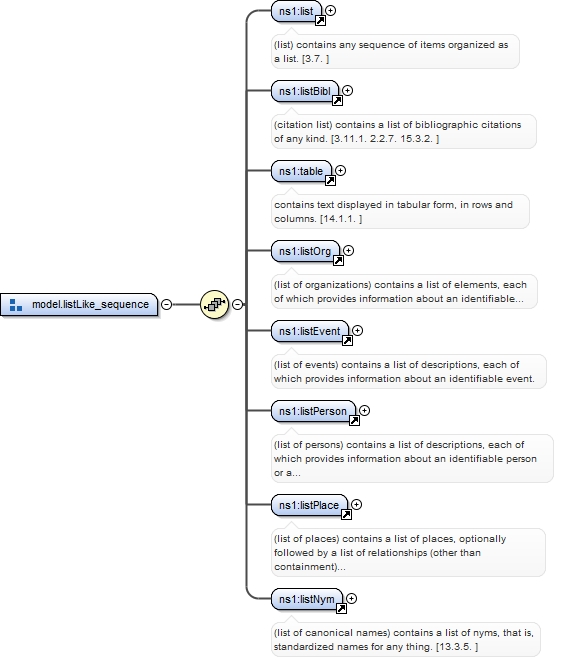 ns1:list
(list) contains any sequence of items organized as
a list. [3.7. ]
ns1:listBibl
(citation list) contains a list of bibliographic citations
of any kind. [3.11.1. 2.2.7. 15.3.2. ]
ns1:table
contains text displayed in tabular form, in rows and
columns. [14.1.1. ]
ns1:listOrg
(list of organizations) contains a list of elements, each
of which provides information about an identifiable...
model.listLike_sequence
ns1:listEvent
(list of events) contains a list of descriptions, each of
which provides information about an identifiable event.
ns1:listPerson
(list of persons) contains a list of descriptions, each of
which provides information about an identifiable person
or a...
ns1:listPlace
(list of places) contains a list of places, optionally
followed by a list of relationships (other than
containment)...
ns1:listNym
(list of canonical names) contains a list of nyms, that is,
standardized names for any thing. [13.3.5. ]